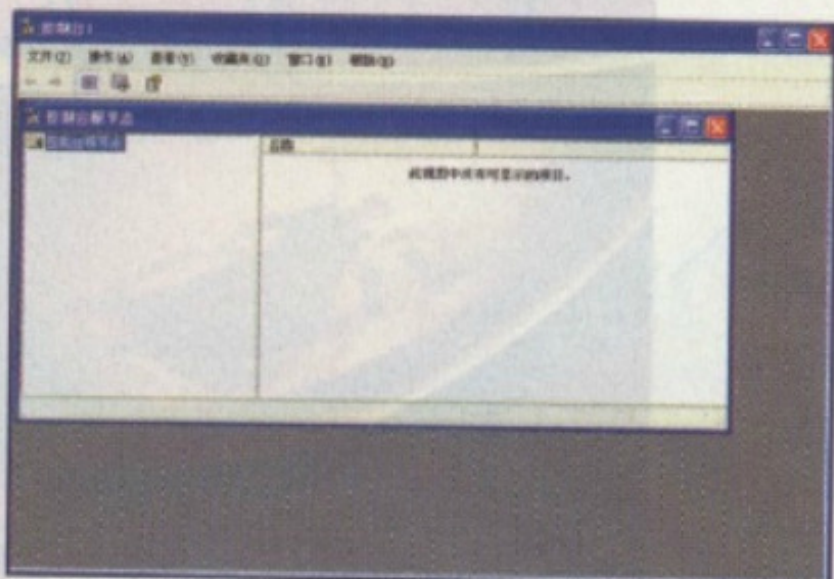 控制台1
文件(F) 操作(A) 查看(V) 收藏夹(O) 窗口(W) 帮助(H)
控制台根节点
控制台根节点
名称
此视图中没有可显示的项目。